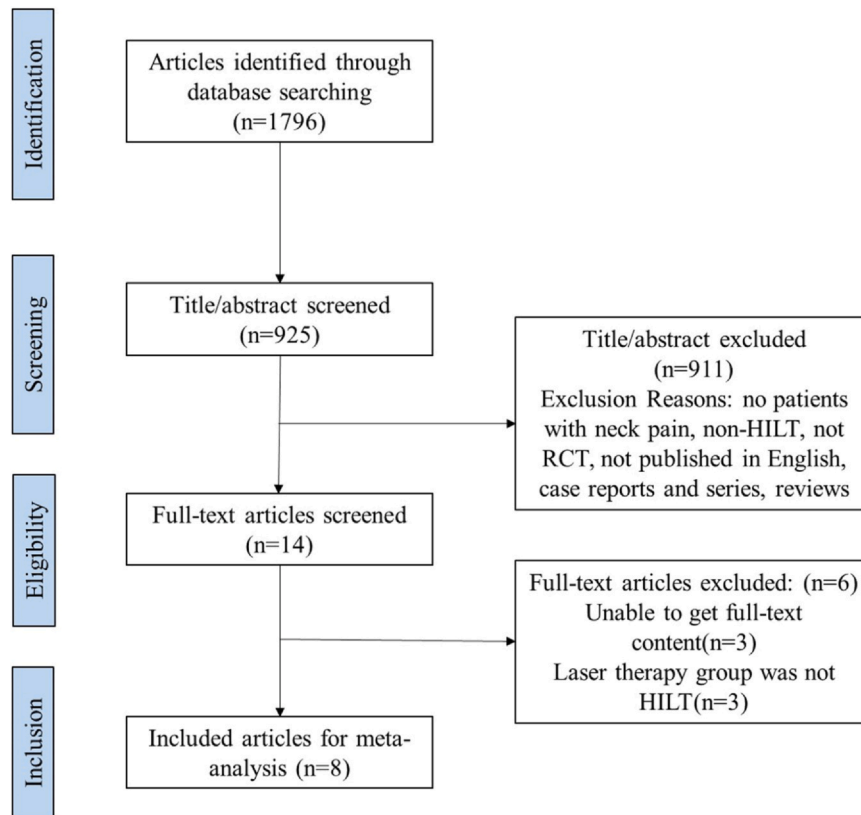 Identification
Articles identified through
database searching
(n=1796)
Screening
Title/abstract screened
(n=925)
Title/abstract excluded
(n=911)
Exclusion Reasons: no patients
with neck pain, non-HILT, not
RCT, not published in English,
case reports and series, reviews
Eligibility
Full-text articles screened
(n=14)
Full-text articles excluded: (n=6)
Unable to get full-text
content(n=3)
Laser therapy group was not
HILT(n=3)
Inclusion
Included articles for meta-
analysis (n=8)